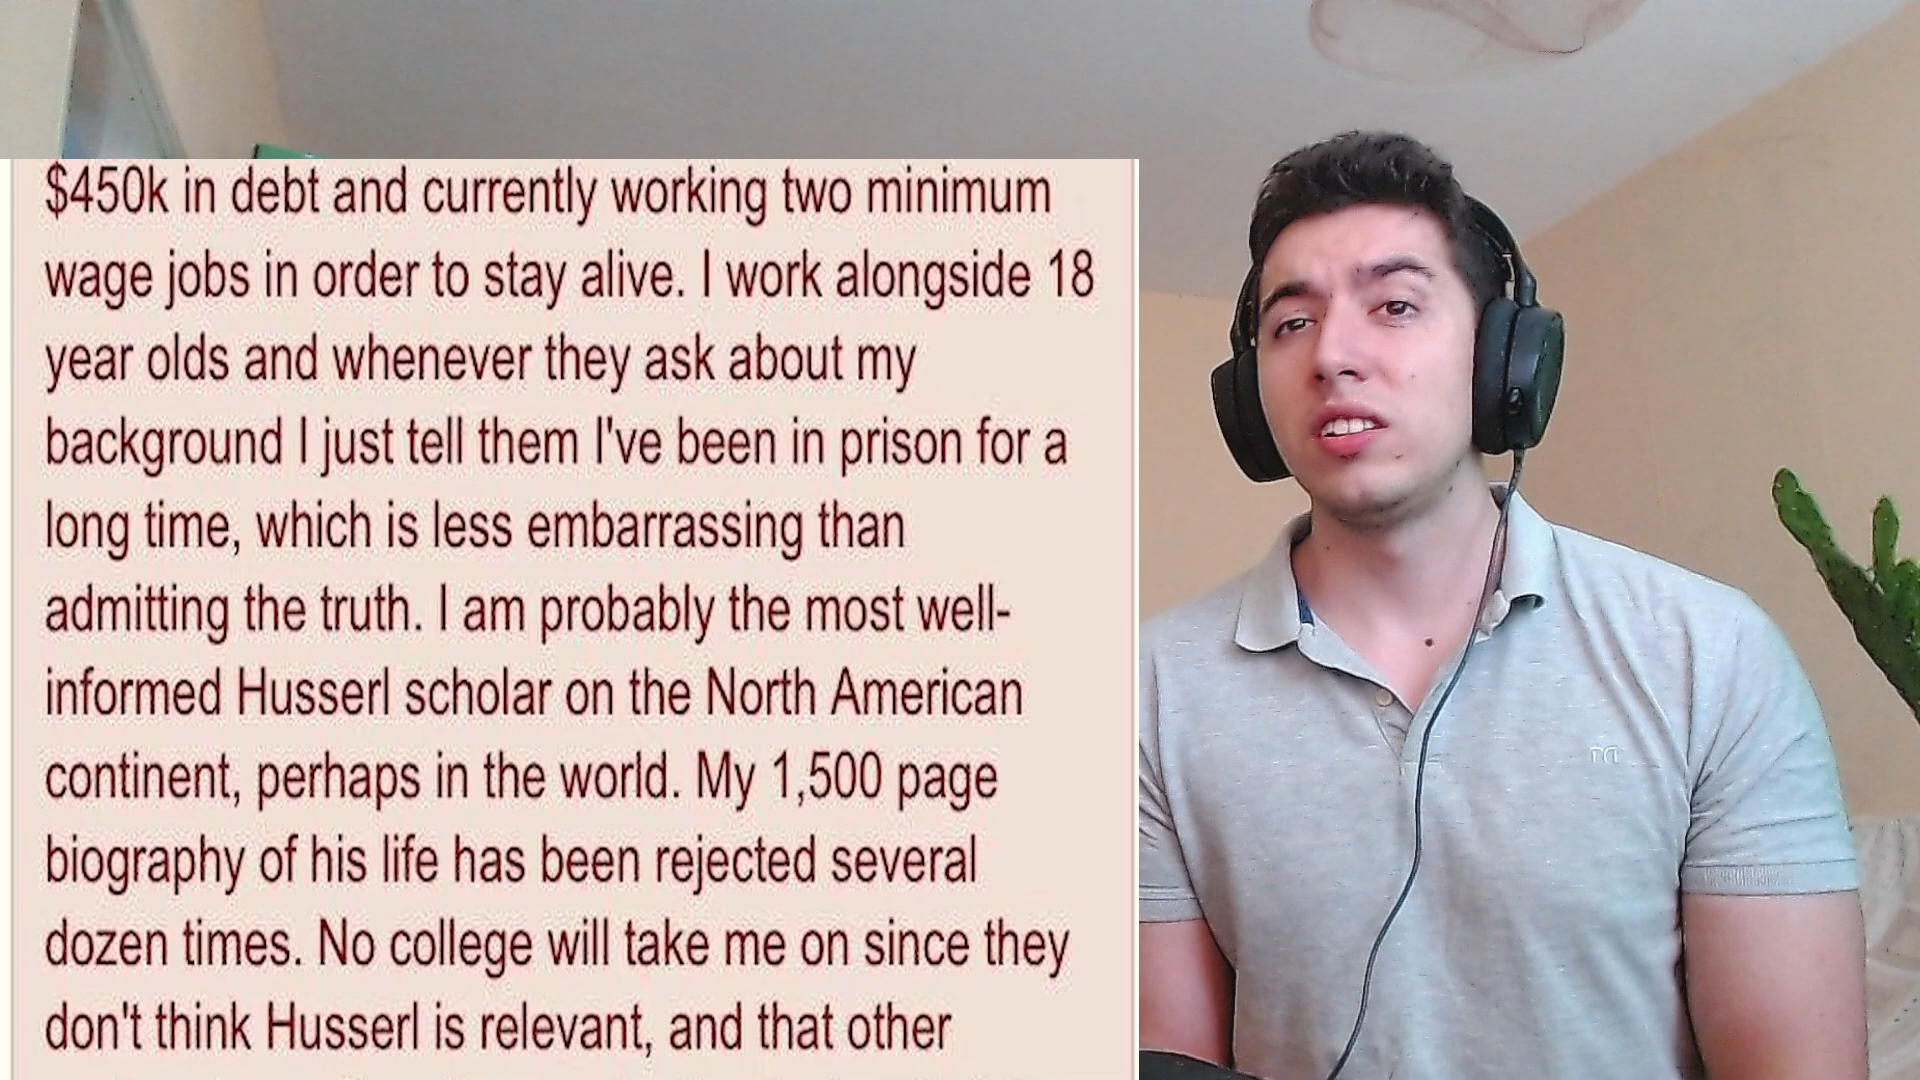 $450k in debt and currently working two minimum
wage jobs in order to stay alive. I work alongside 18
year olds and whenever they ask about my
background I just tell them I've been in prison for a
long time, which is less embarrassing than
admitting the truth. I am probably the most well-
informed Husserl scholar on the North American
continent, perhaps in the world. My 1,500 page
biography of his life has been rejected several
dozen times. No college will take me on since they
don't think Husserl is relevant, and that other